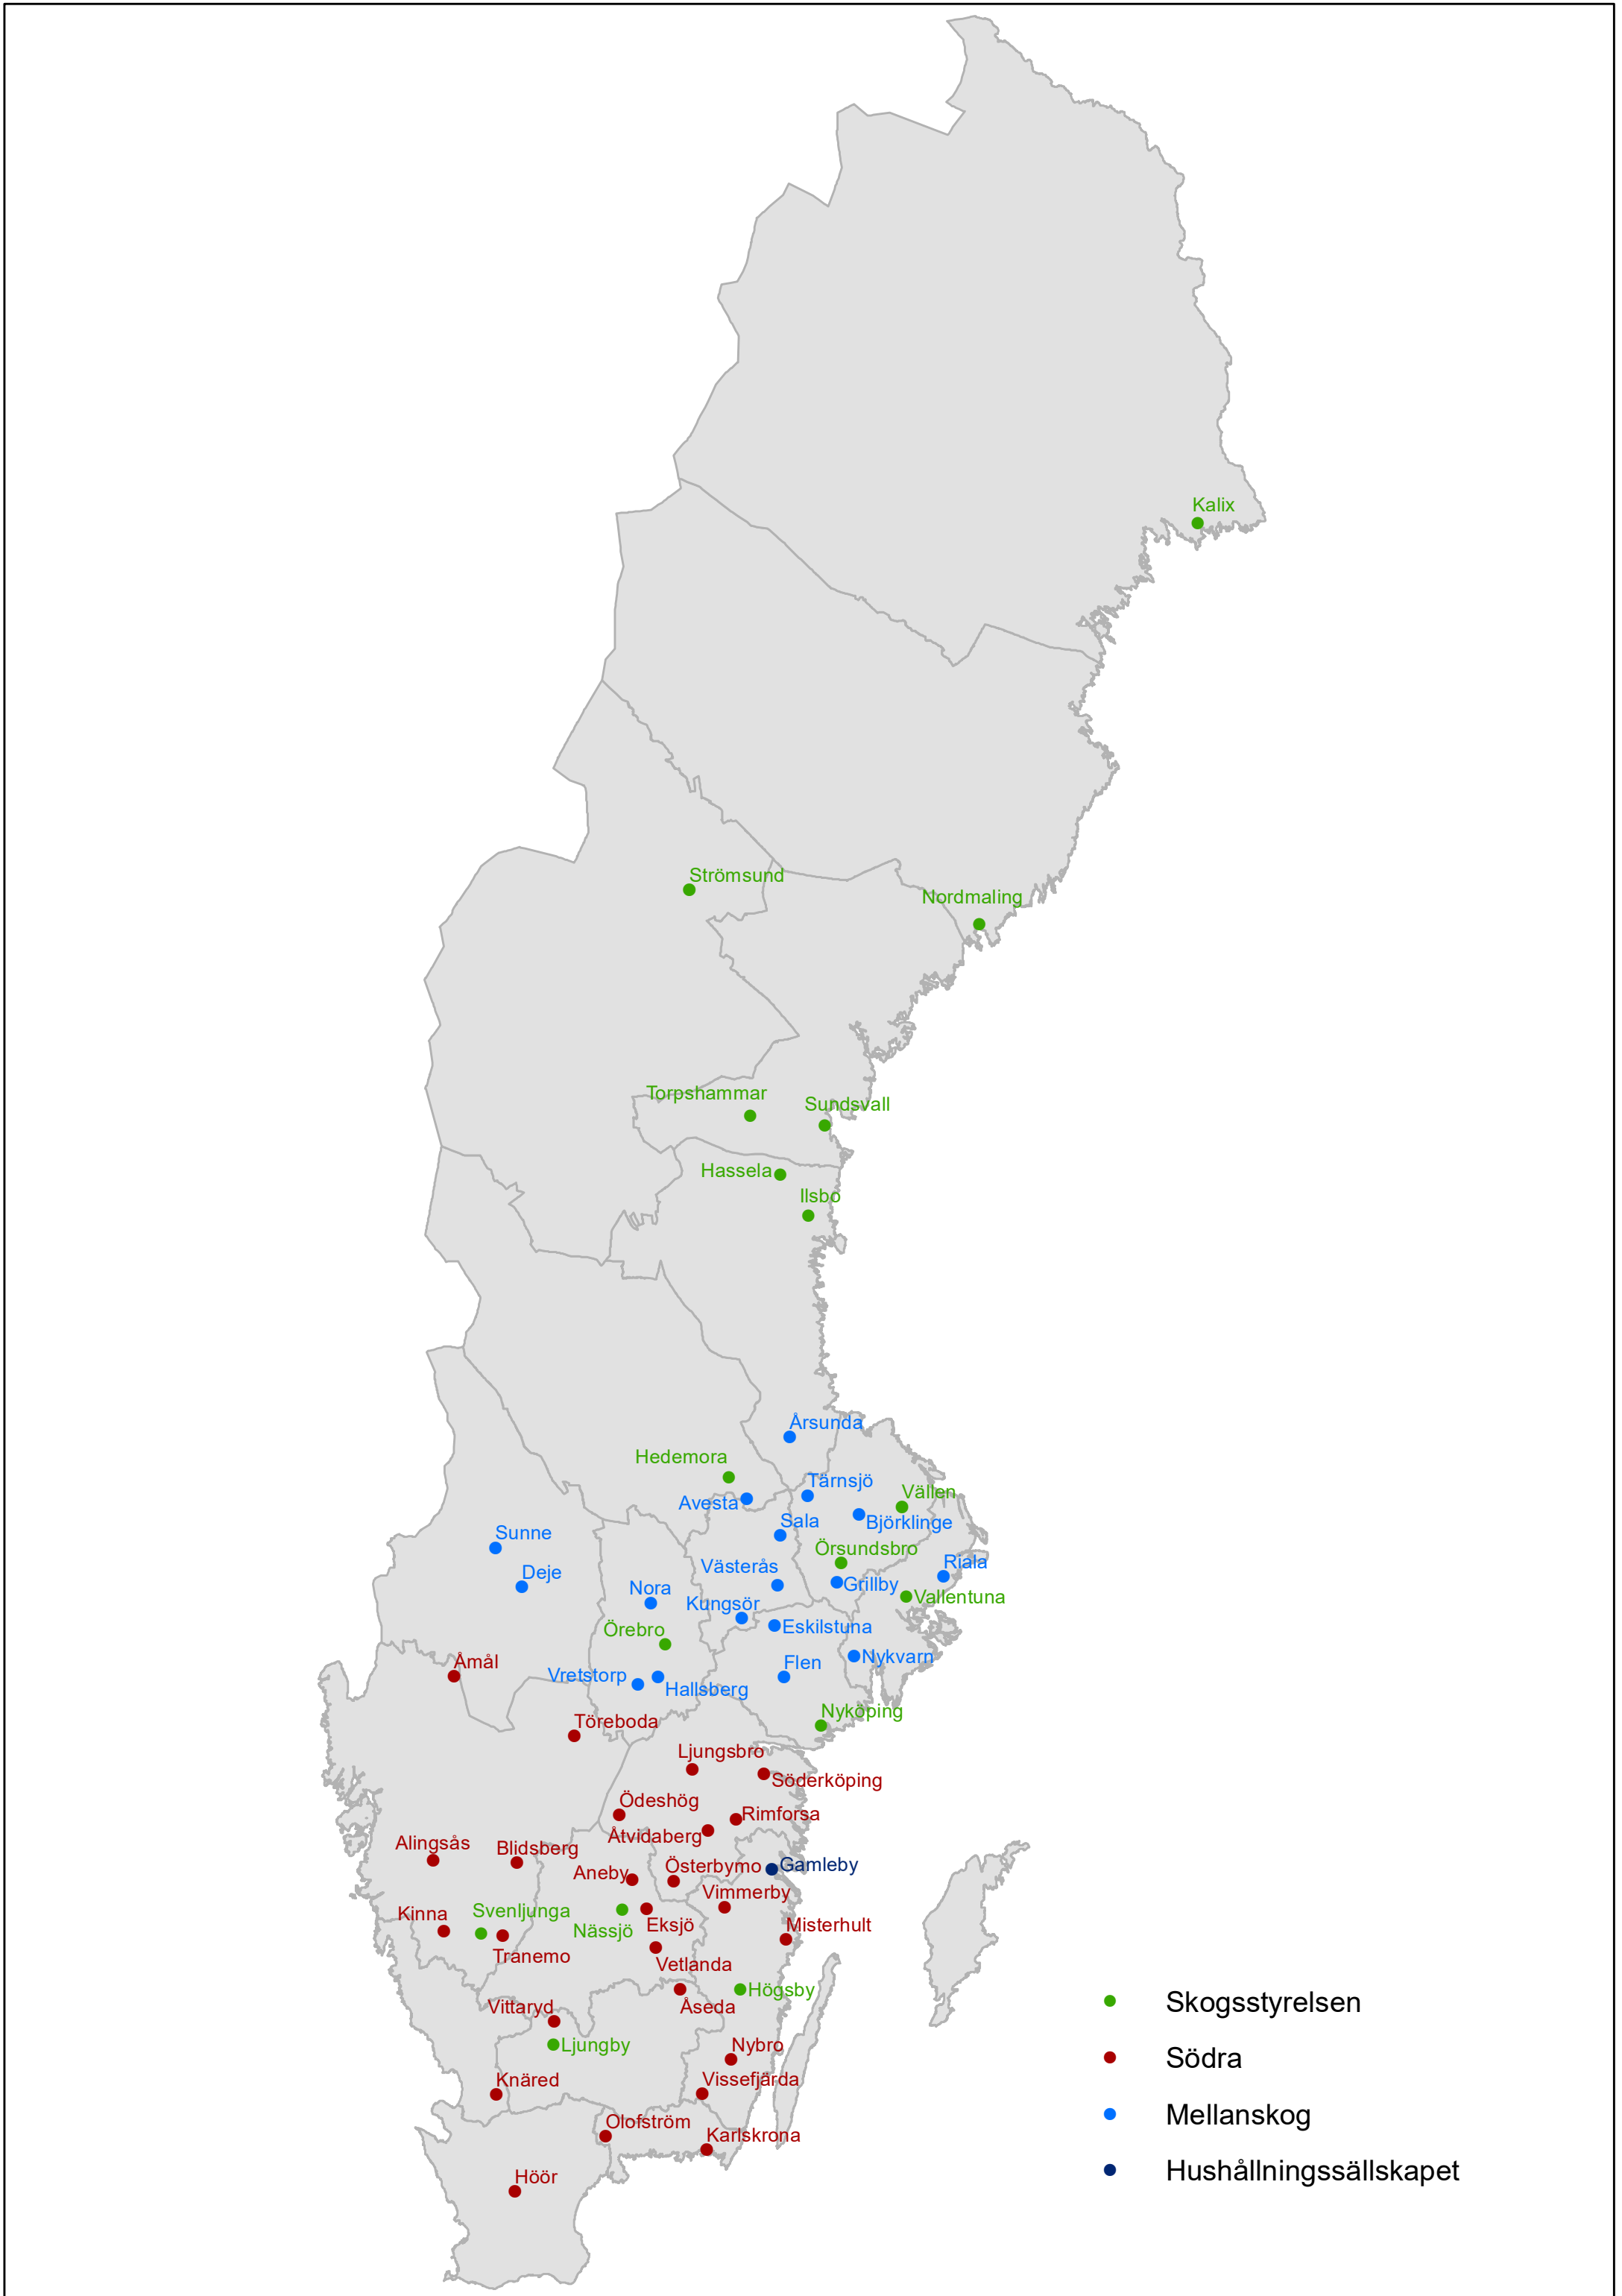 Kalix
Strömsund
Nordmaling
Torpshammar
Sundsvall
Hassela
Ilsbo
Årsunda
Hedemora
Tärnsjö
Vällen
Avesta
Björklinge
Sala
Sunne
Örsundsbro
Riala
Västerås
Deje
Grillby
Nora
Vallentuna
Kungsör
Eskilstuna
Örebro
Nykvarn
Åmål
Flen
Vretstorp
Hallsberg
Nyköping
Töreboda
Ljungsbro
Söderköping
Ödeshög
Rimforsa
Åtvidaberg
Alingsås
Blidsberg
Gamleby
Österbymo
Aneby
Vimmerby
Svenljunga
Kinna
Eksjö
Misterhult
Nässjö
Tranemo
Vetlanda
Högsby
Vittaryd
Åseda
Skogsstyrelsen
Ljungby
Nybro
Södra
Knäred
Vissefjärda
Mellanskog
Olofström
Karlskrona
Hushållningssällskapet
Höör